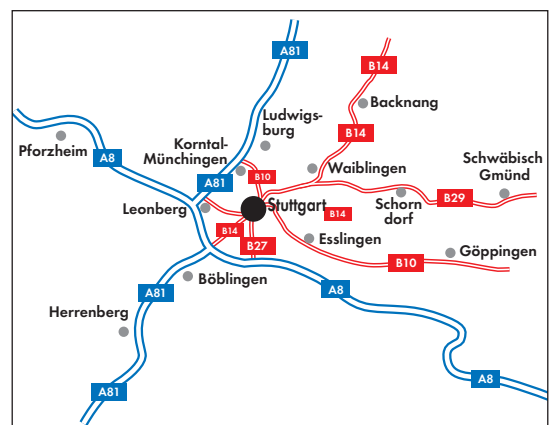 A81
B14
Ludwigs-
burg
Backnang
B14
Pforzheim
A8
Korntal-
Münchingen
Waiblingen
Schwäbisch
Gmünd
A81
B10
Leonberg
Stuttgart
B14
Schorn
dorf
B29
B14
Esslingen
B27
B10
Göppingen
Böblingen
A81
A8
Herrenberg
A8
A81